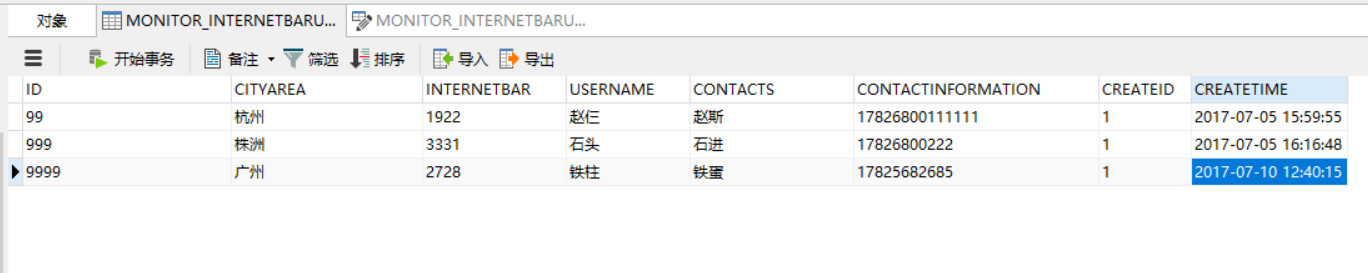 对象 MONITOR_INTERNETBARU... MONITOR_INTERNETBARU...
开始事务 备注 筛选 排序 导入 导出
ID CITYAREA INTERNETBAR USERNAME CONTACTS CONTACTINFORMATION CREATEID CREATETIME
99 杭州 1922 赵仨 赵斯 17826800111111 1 2017-07-05 15:59:55
999 株洲 3331 石头 石进 17826800222 1 2017-07-05 16:16:48
9999 广州 2728 铁柱 铁蛋 17825682685 1 2017-07-10 12:40:15